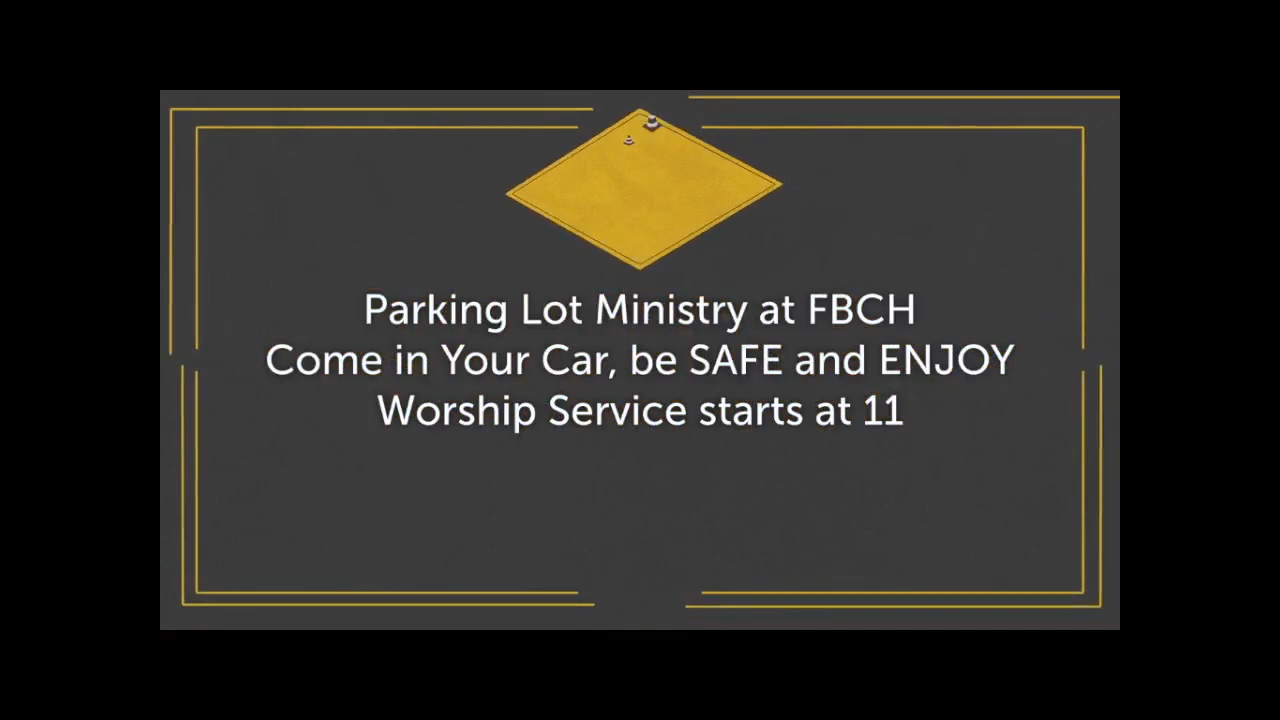 Parking Lot Ministry at FBCH
Come in Your Car, be SAFE and ENJOY
Worship Service starts at 11